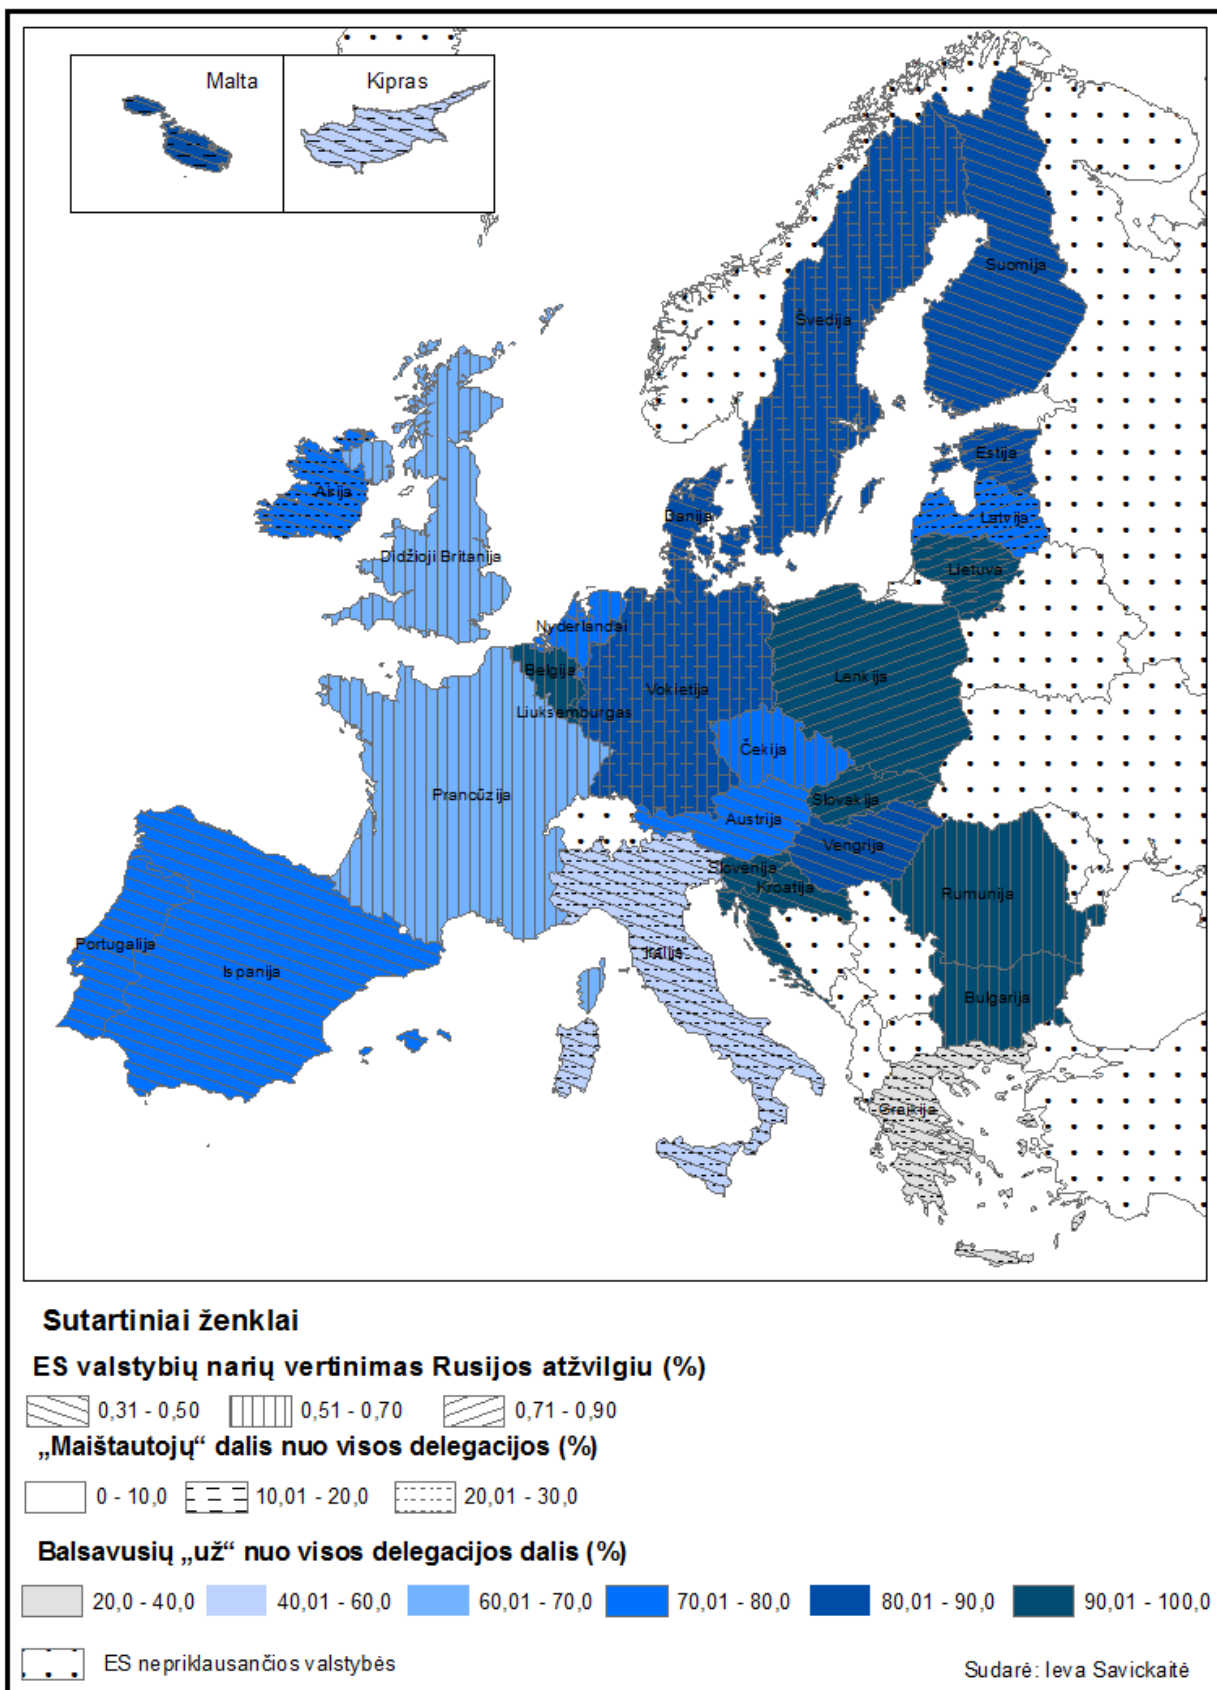 Malta
Kipras
Suomija
Švedija
Estija
Latvija
Lietuva
Danija
Airija
Didžioji Britanija
Nyderlandai
Belgija
Liuksemburgas
Vokietija
Lenkija
Čekija
Slovakija
Austrija
Vengrija
Prancūzija
Slovėnija
Kroatija
Rumunija
Bulgarija
Portugalija
Ispanija
Italija
Graikija
Sutartiniai ženklai
ES valstybių narių vertinimas Rusijos atžvilgiu (%)
0,31 - 0,50 0,51 - 0,70 0,71 - 0,90
„Maištautojų“ dalis nuo visos delegacijos (%)
0 - 10,0 10,01 - 20,0 20,01 - 30,0
Balsavusių „už“ nuo visos delegacijos dalis (%)
20,0 - 40,0 40,01 - 60,0 60,01 - 70,0 70,01 - 80,0 80,01 - 90,0 90,01 - 100,0
ES nepriklausančios valstybės
Sudarė: Ieva Savickaitė